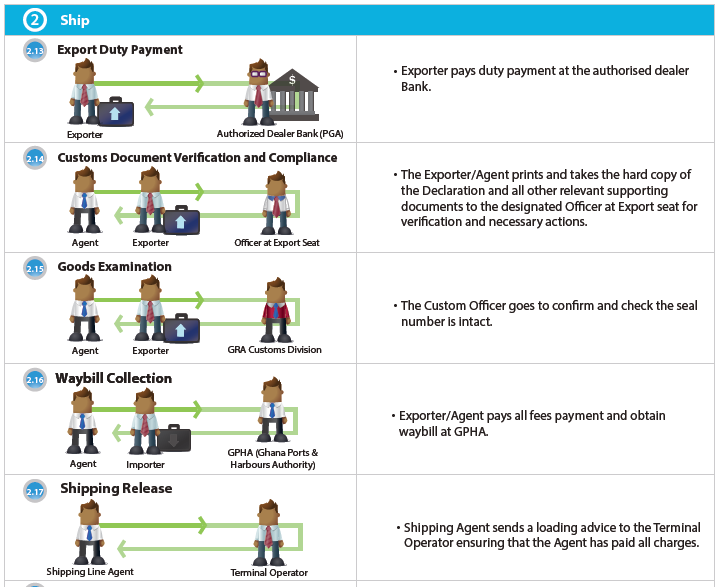 2 Ship
2.13 Export Duty Payment
$
Exporter
Authorized Dealer Bank (PGA)
• Exporter pays duty payment at the authorised dealer
Bank.
2.14 Customs Document Verification and Compliance
Agent
Exporter
Officer at Export Seat
• The Exporter/Agent prints and takes the hard copy of
the Declaration and all other relevant supporting
documents to the designated Officer at Export seat for
verification and necessary actions.
2.15 Goods Examination
Agent
Exporter
GRA Customs Division
• The Custom Officer goes to confirm and check the seal
number is intact.
2.16 Waybill Collection
Agent
Importer
GPHA (Ghana Ports &
Harbours Authority)
• Exporter/Agent pays all fees payment and obtain
waybill at GPHA.
2.17 Shipping Release
Shipping Line Agent
Terminal Operator
• Shipping Agent sends a loading advice to the Terminal
Operator ensuring that the Agent has paid all charges.